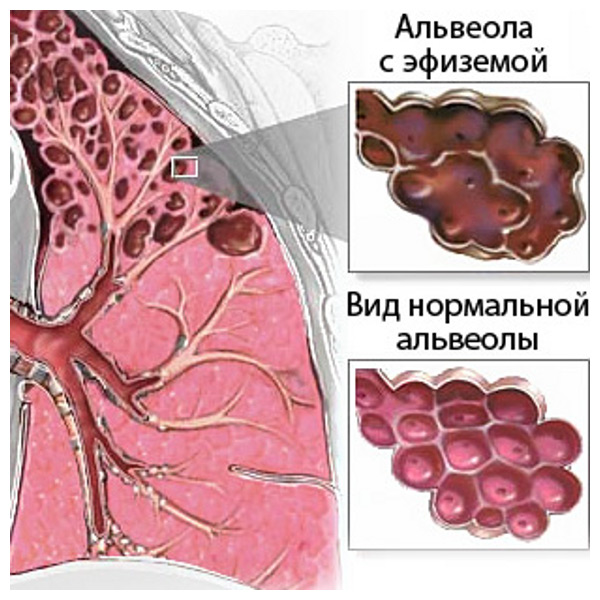 Альвеола
с эфиземой
Вид нормальной
альвеолы